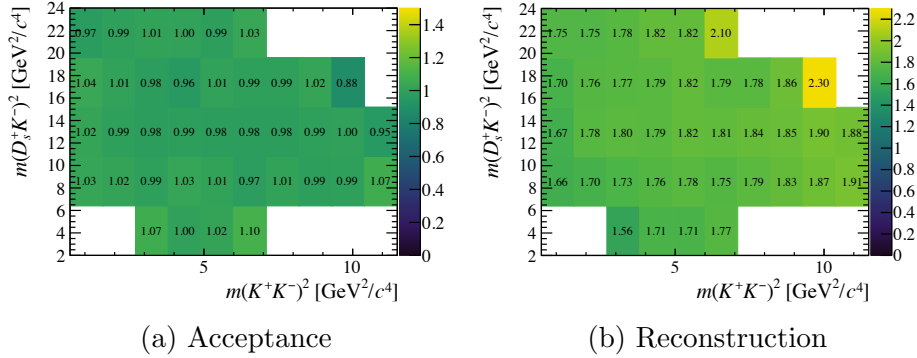 m(D_s^+K^-)^2 [GeV^2/c^4]
24
22
20
18
16
14
12
10
8
6
4
2
0.97 0.99 1.01 1.00 0.99 1.03
1.04 1.01 0.98 0.96 1.01 0.99 0.99 1.02 0.88
1.02 0.99 0.98 0.99 0.98 0.99 0.98 0.99 1.00 0.95
1.03 1.02 0.99 1.03 1.01 0.97 1.01 0.99 0.99 1.07
1.07 1.00 1.02 1.10
5 10
m(K^+K^-)^2 [GeV^2/c^4]
1.4
1.2
1
0.8
0.6
0.4
0.2
0
(a) Acceptance
m(D_s^+K^-)^2 [GeV^2/c^4]
24
22
20
18
16
14
12
10
8
6
4
2
1.75 1.75 1.78 1.82 1.82 2.10
1.70 1.76 1.77 1.79 1.82 1.79 1.78 1.86 2.30
1.67 1.78 1.80 1.79 1.82 1.81 1.84 1.85 1.90 1.88
1.66 1.70 1.73 1.76 1.78 1.75 1.79 1.83 1.87 1.91
1.56 1.71 1.71 1.77
5 10
m(K^+K^-)^2 [GeV^2/c^4]
2.2
2
1.8
1.6
1.4
1.2
1
0.8
0.6
0.4
0.2
0
(b) Reconstruction